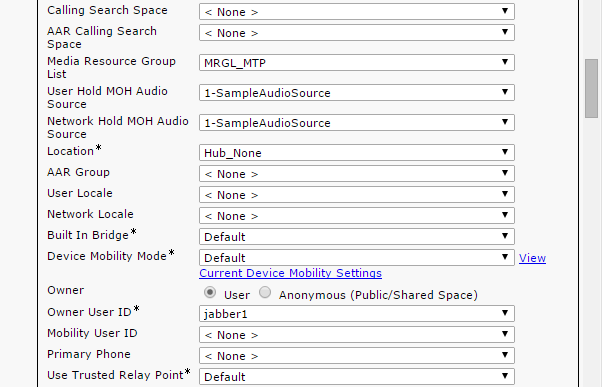 Calling Search Space < None >
AAR Calling Search < None >
Space
Media Resource Group MRGL_MTP
List
User Hold MOH Audio 1-SampleAudioSource
Source
Network Hold MOH Audio 1-SampleAudioSource
Source
Location* Hub_None
AAR Group < None >
User Locale < None >
Network Locale < None >
Built In Bridge* Default
Device Mobility Mode* Default View
Current Device Mobility Settings
Owner User Anonymous (Public/Shared Space)
Owner User ID* jabber1
Mobility User ID < None >
Primary Phone < None >
Use Trusted Relay Point* Default